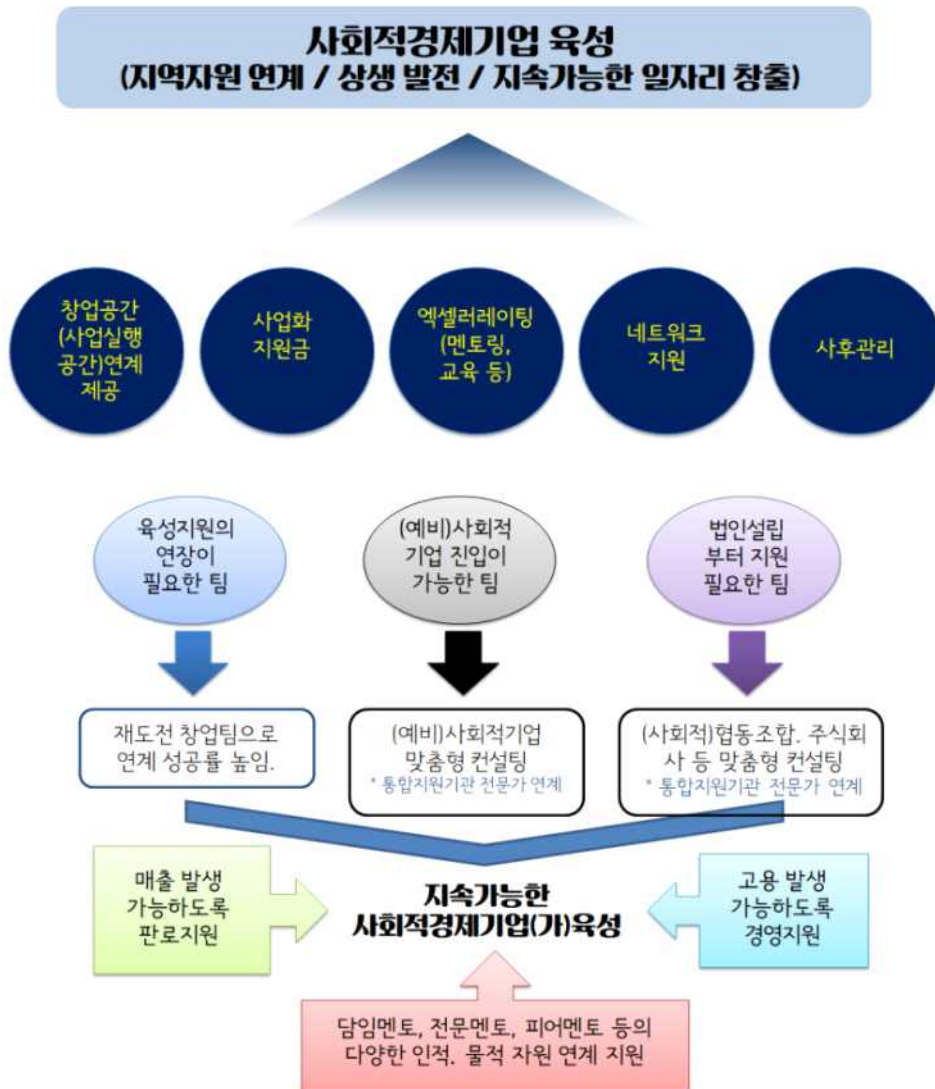 사회적경제기업 육성
(지역자원 연계 / 상생 발전 / 지속가능한 일자리 창출)
창업공간
(사업실행
공간)연계
제공
사업화
지원금
엑셀러레이팅
(멘토링,
교육 등)
네트워크
지원
사후관리
육성지원의
연장이
필요한 팀
(예비)사회적
기업 진입이
가능한 팀
법인설립
부터 지원
필요한 팀
재도전 창업팀으로
연계 성공률 높임.
(예비)사회적기업
맞춤형 컨설팅
* 통합지원기관 전문가 연계
(사회적)협동조합. 주식회
사 등 맞춤형 컨설팅
* 통합지원기관 전문가 연계
매출 발생
가능하도록
판로지원
지속가능한
사회적경제기업(가)육성
고용 발생
가능하도록
경영지원
담임멘토, 전문멘토, 피어멘토 등의
다양한 인적. 물적 자원 연계 지원